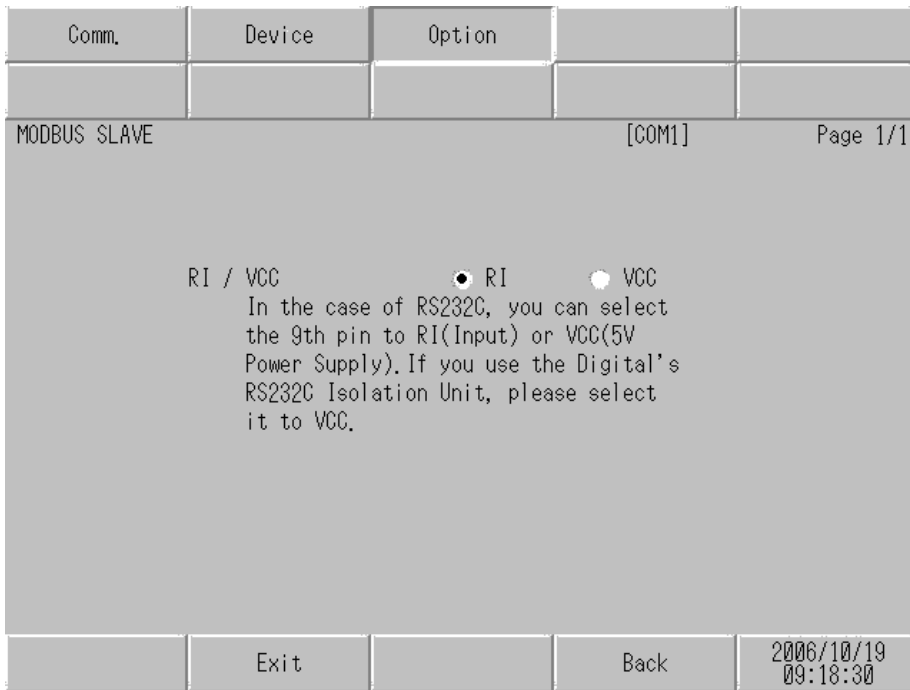 Comm. Device Option
MODBUS SLAVE [COM1] Page 1/1
RI / VCC RI VCC
In the case of RS232C, you can select
the 9th pin to RI(Input) or VCC(5V
Power Supply).If you use the Digital's
RS232C Isolation Unit, please select
it to VCC.
Exit Back 2006/10/19
09:18:30